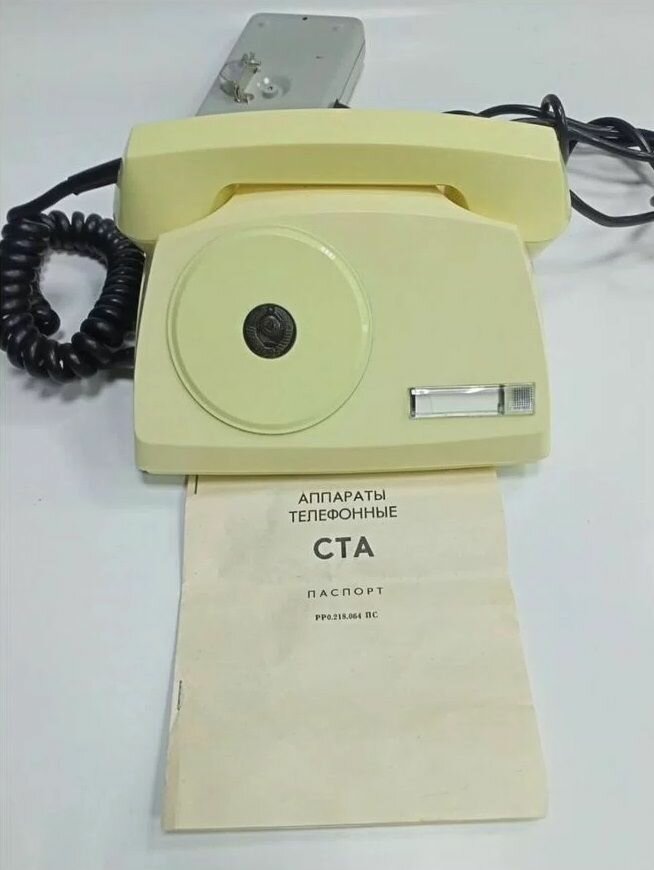 АППАРАТЫ
ТЕЛЕФОННЫЕ
СТА
ПАСПОРТ
РР0.218.064 ПС